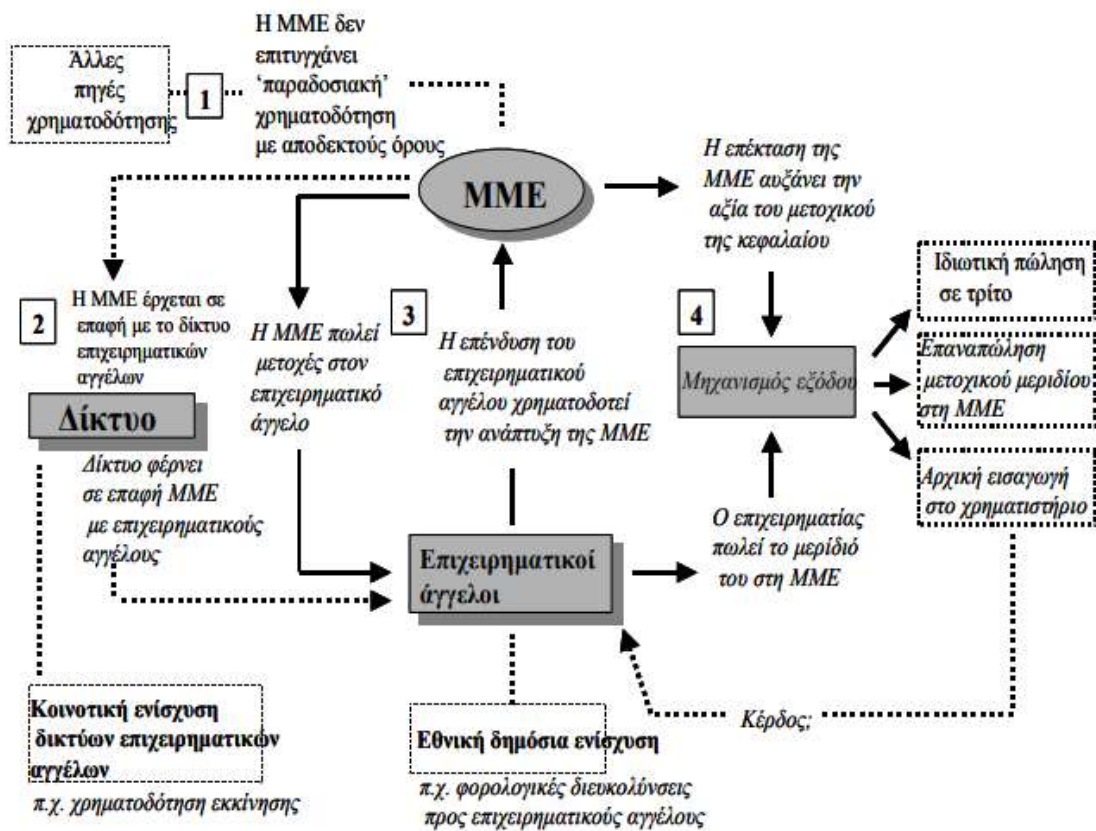 Άλλες
πηγές
χρηματοδότησης
1
Η ΜΜΕ δεν
επιτυγχάνει
‘παραδοσιακή’
χρηματοδότηση
με αποδεκτούς όρους
ΜΜΕ
Η επέκταση της
ΜΜΕ αυξάνει την
αξία του μετοχικού
της κεφαλαίου
2
Η ΜΜΕ έρχεται σε
επαφή με το δίκτυο
επιχειρηματικών
αγγέλων
Δίκτυο
Δίκτυο φέρνει
σε επαφή ΜΜΕ
με επιχειρηματικούς
αγγέλους
Η ΜΜΕ πωλεί
μετοχές στον
επιχειρηματικό
άγγελο
3
Η επένδυση του
επιχειρηματικού
αγγέλου χρηματοδοτεί
την ανάπτυξη της ΜΜΕ
4
Μηχανισμός εξόδου
Ιδιωτική πώληση
σε τρίτο
Επαναπώληση
μετοχικού μεριδίου
στη ΜΜΕ
Αρχική εισαγωγή
στο χρηματιστήριο
Επιχειρηματικοί
άγγελοι
Ο επιχειρηματίας
πωλεί το μερίδιό
του στη ΜΜΕ
Κέρδος;
Κοινοτική ενίσχυση
δικτύων επιχειρηματικών
αγγέλων
π.χ. χρηματοδότηση εκκίνησης
Εθνική δημόσια ενίσχυση
π.χ. φορολογικές διευκολύνσεις
προς επιχειρηματικούς αγγέλους